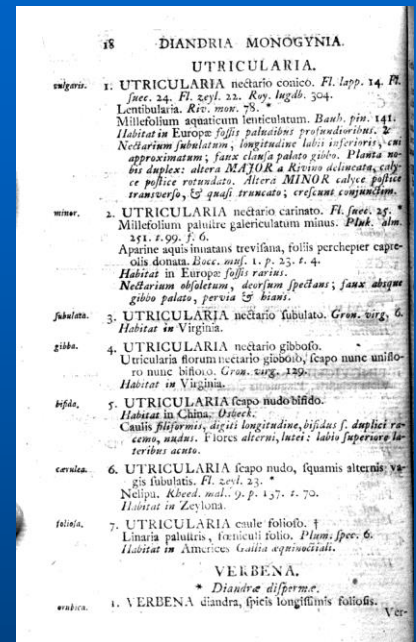 18 DIANDRIA MONOGYNIA.
UTRICULARIA.
vulgaris. 1. UTRICULARIA nectario conico. Fl. lapp. 14. Fl.
suec. 24. Fl. zeyl. 22. Roy. lugdb. 304.
Lentibularia. Riv. mon. 78. *
Millefolium aquaticum lenticulatum. Bauh. pin. 141.
Habitat in Europæ fossis paludibus profundioribus. ♃
Nectarium subulatum, longitudine labii inferioris, cui
approximatum; faux clausa palato gibbo. Planta no-
bis duplex: altera MAJOR a Rivino delineata, caly-
ce postice rotundato. Altera MINOR calyce postice
transverso, & quasi truncato; crescunt conjunctim.
minor. 2. UTRICULARIA nectario carinato. Fl. suec. 25. *
Millefolium palustre galericulatum minus. Pluk. alm.
251. t. 99. f. 6.
Aparine aquis innatans trevisana, foliis perchepier capre-
olis donata. Bocc. mus. 1. p. 23. t. 4.
Habitat in Europæ fossis rarius.
Nectarium obsoletum, deorsum spectans; faux absque
gibbo palato, pervia & hians.
subulata. 3. UTRICULARIA nectario subulato. Gron. virg. 6.
Habitat in Virginia.
gibba. 4. UTRICULARIA nectario gibboso.
Utricularia florum nectario gibboso, scapo nunc uniflo-
ro nunc bifloro. Gron. virg. 129.
Habitat in Virginia.
bifida. 5. UTRICULARIA scapo nudo bifido.
Habitat in China. Osbeck.
Caulis filiformis, digiti longitudine, bifidus s. duplici ra-
cemo, nudus. Flores alterni, lutei: labio superiore la-
teribus acuto.
cærulea. 6. UTRICULARIA scapo nudo, squamis alternis va-
gis subulatis. Fl. zeyl. 23. *
Nelipu. Rheed. mal. 9. p. 137. t. 70.
Habitat in Zeylona.
foliosa. 7. UTRICULARIA caule folioso. †
Linaria palustris, fœniculi folio. Plum. spec. 6.
Habitat in Americes Gallia æquinoctiali.
VERBENA.
* Diandræ dispermæ.
orubica. 1. VERBENA diandra, spicis longissimis foliosis.
Ver-